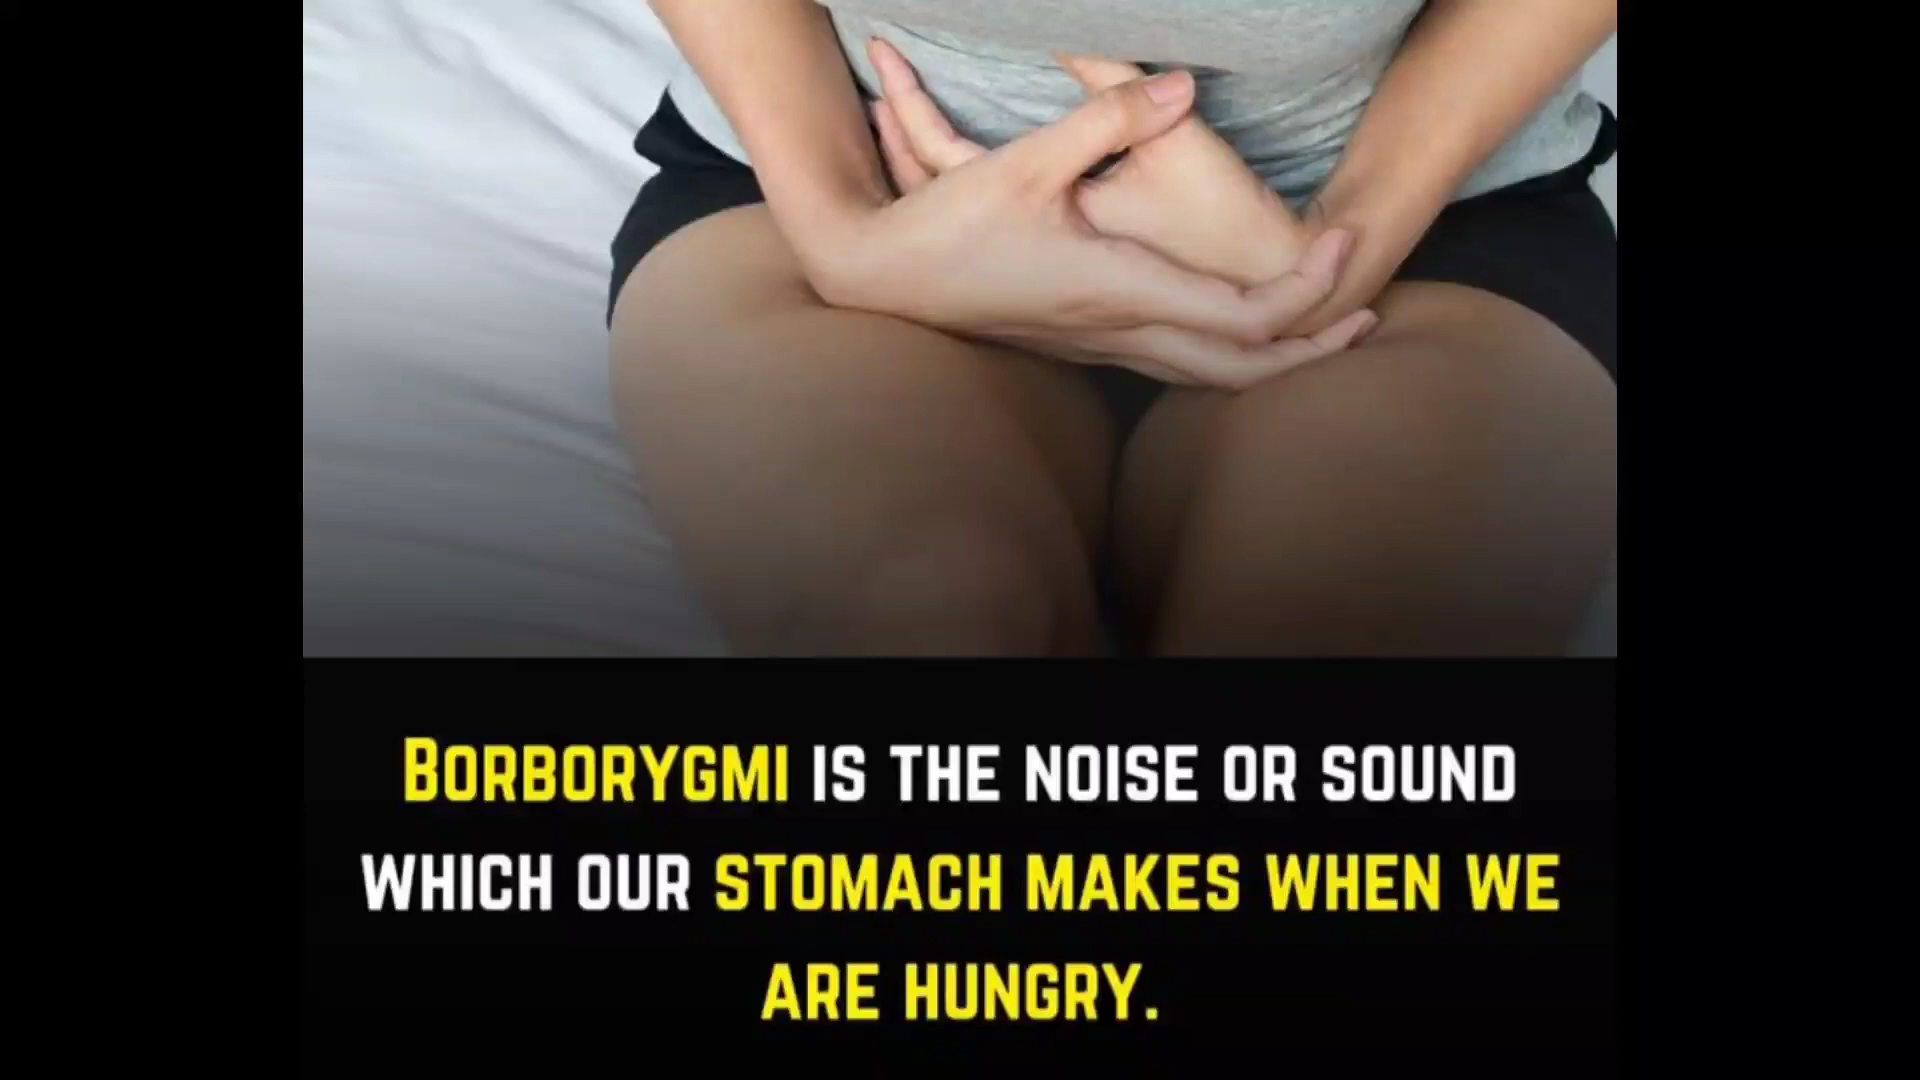 Borborygmi is the noise or sound
which our stomach makes when we
are hungry.